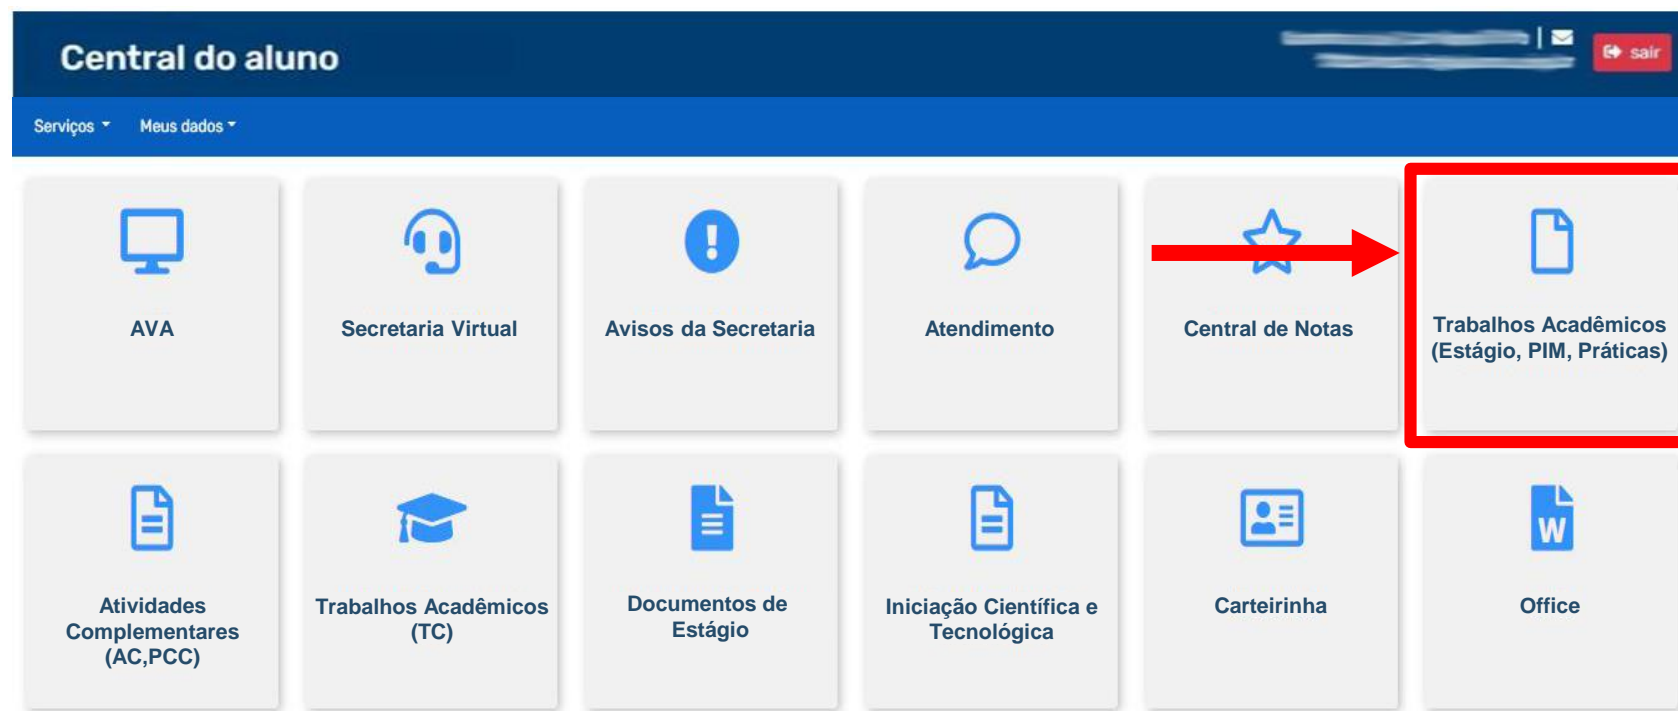 Central do aluno
sair
Serviços
Meus dados
AVA
Secretaria Virtual
Avisos da Secretaria
Atendimento
Central de Notas
Trabalhos Acadêmicos
(Estágio, PIM, Práticas)
Atividades
Complementares
(AC,PCC)
Trabalhos Acadêmicos
(TC)
Documentos de
Estágio
Iniciação Científica e
Tecnológica
Carteirinha
W
Office